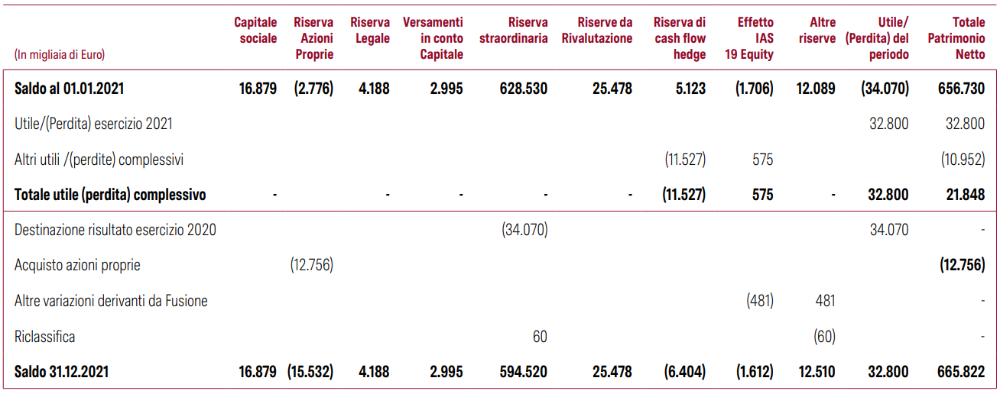 Capitale Riserva Riserva Versamenti Riserva Riserve da Riserva di Effetto Altre Utile/ Totale
sociale Azioni Legale in conto straordinaria Rivalutazione cash flow IAS riserve (Perdita) del Patrimonio
(In migliaia di Euro) Proprie Capitale hedge 19 Equity periodo Netto
Saldo al 01.01.2021 16.879 (2.776) 4.188 2.995 628.530 25.478 5.123 (1.706) 12.089 (34.070) 656.730
Utile/(Perdita) esercizio 2021 32.800 32.800
Altri utili /(perdite) complessivi (11.527) 575 (10.952)
Totale utile (perdita) complessivo - - - - - (11.527) 575 - 32.800 21.848
Destinazione risultato esercizio 2020 (34.070) 34.070 -
Acquisto azioni proprie (12.756) (12.756)
Altre variazioni derivanti da Fusione (481) 481 -
Riclassifica 60 (60) -
Saldo 31.12.2021 16.879 (15.532) 4.188 2.995 594.520 25.478 (6.404) (1.612) 12.510 32.800 665.822